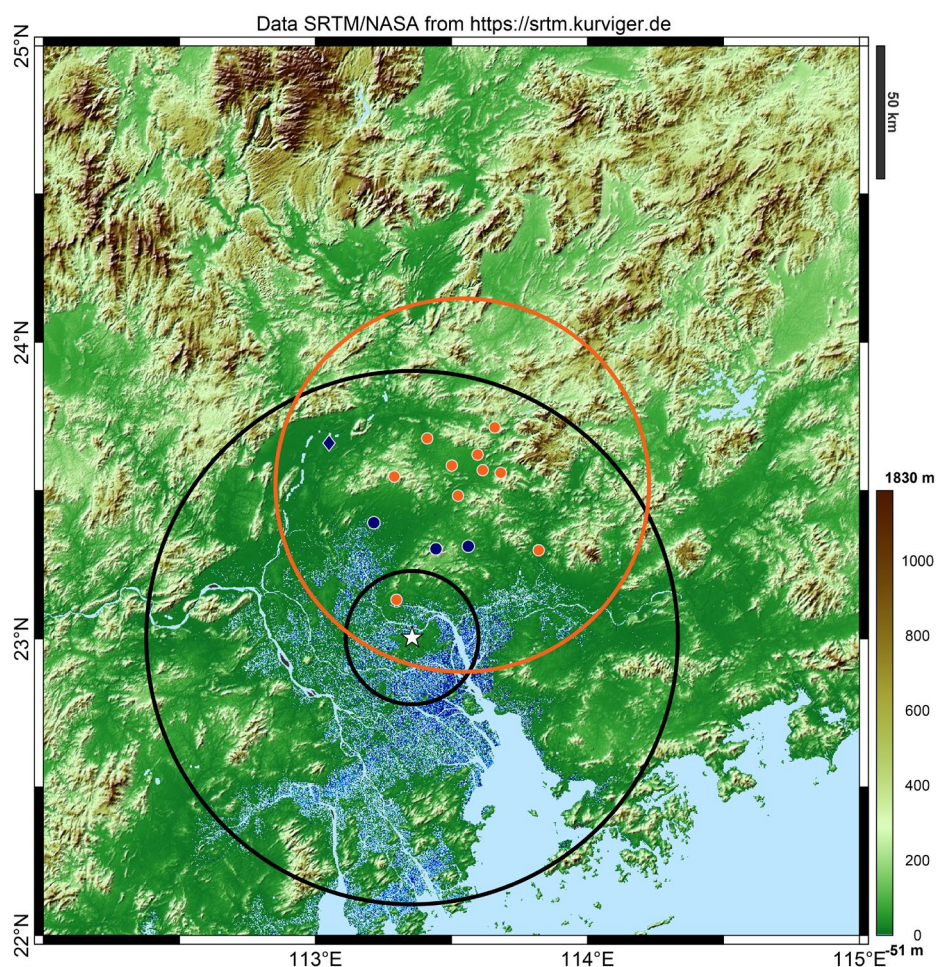 Data SRTM/NASA from https://srtm.kurviger.de
25°N
50 km
24°N
1830 m
1000
800
23°N
600
400
200
0
22°N
-51 m
113°E
114°E
115°E